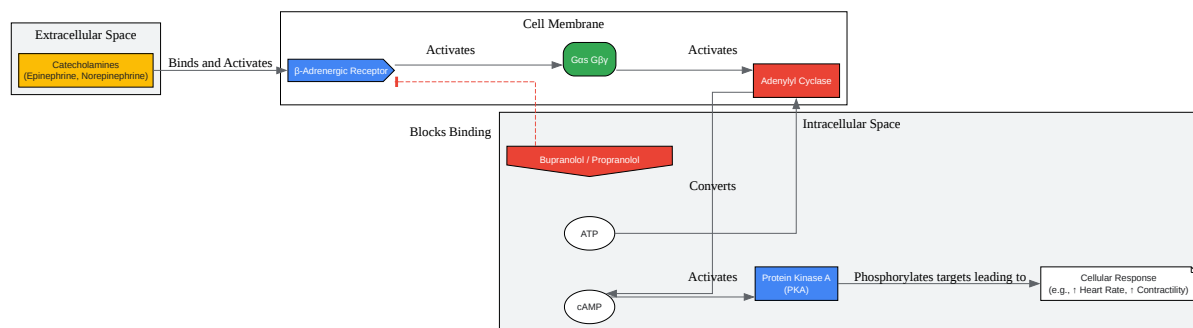 Cell Membrane
Extracellular Space
Catecholamines
(Epinephrine, Norepinephrine)
Binds and Activates
β-Adrenergic Receptor
Activates
Gαs Gβγ
Activates
Adenylyl Cyclase
Intracellular Space
Blocks Binding
Bupranolol / Propranolol
Converts
ATP
Activates
cAMP
Protein Kinase A
(PKA)
Phosphorylates targets leading to
Cellular Response
(e.g., ↑ Heart Rate, ↑ Contractility)